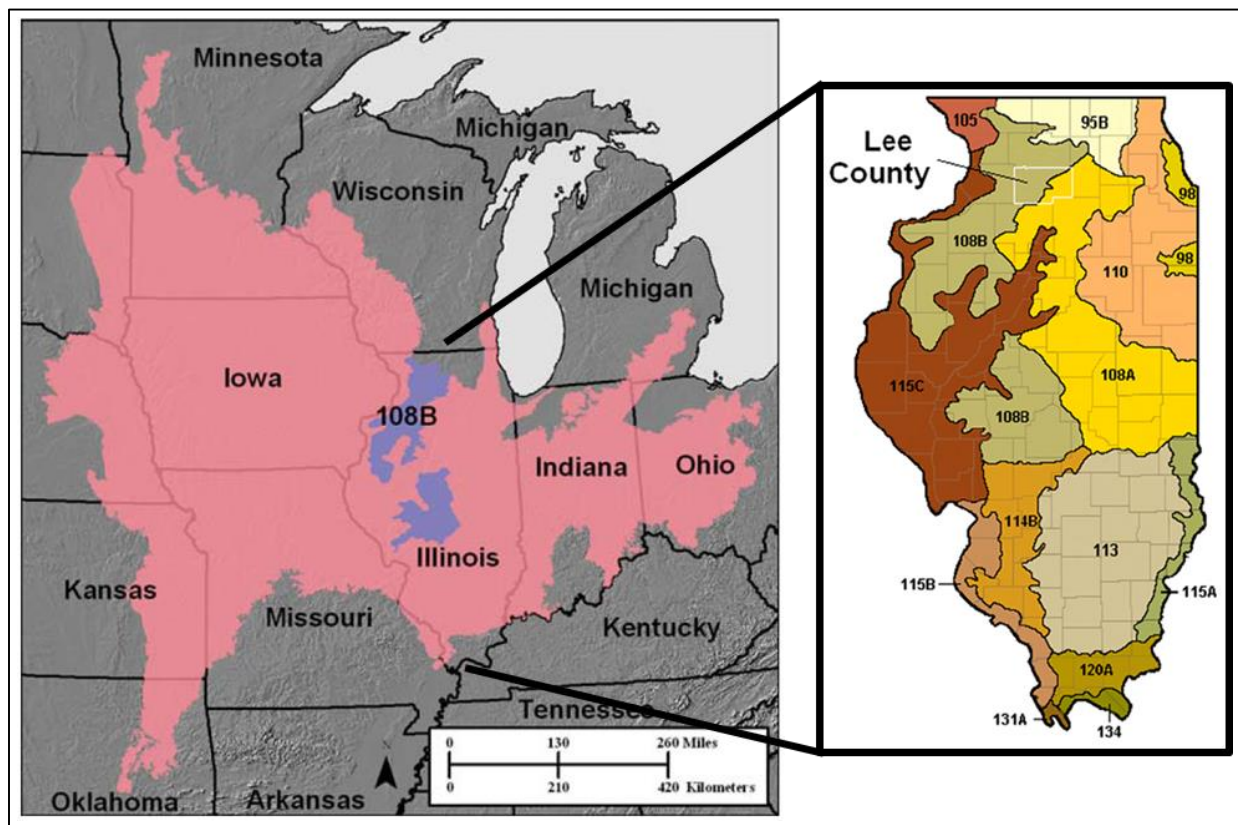 Minnesota
Michigan
Wisconsin
Michigan
Iowa
108B
Indiana
Ohio
Illinois
Kansas
Missouri
Kentucky
Tennessee
Oklahoma
Arkansas
N
0 130 260 Miles
0 210 420 Kilometers
105
95B
Lee
County
98
108B
98
110
115C
108A
108B
114B
113
115B
115A
120A
131A
134